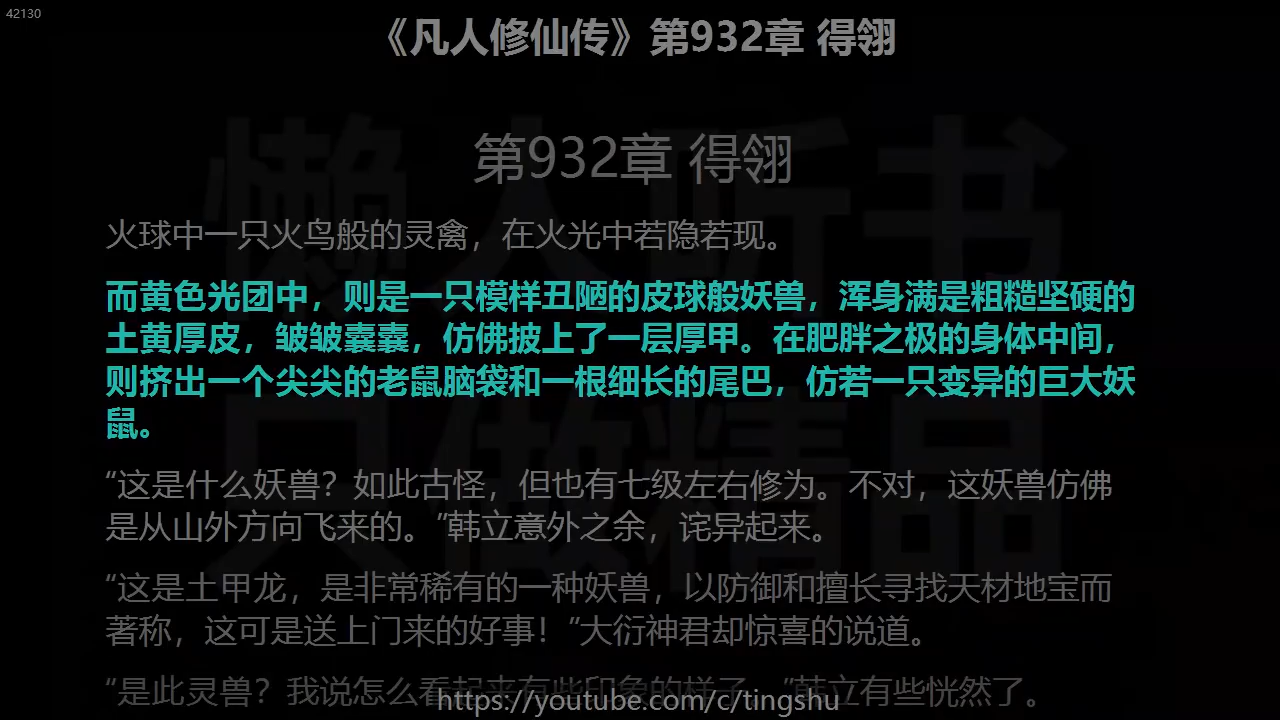 42130
《凡人修仙传》第932章 得翎
懒人听书
只做精品
第932章 得翎
火球中一只火鸟般的灵禽，在火光中若隐若现。
而黄色光团中，则是一只模样丑陋的皮球般妖兽，浑身满是粗糙坚硬的
土黄厚皮，皱皱囊囊，仿佛披上了一层厚甲。在肥胖之极的身体中间，
则挤出一个尖尖的老鼠脑袋和一根细长的尾巴，仿若一只变异的巨大妖
鼠。
“这是什么妖兽？如此古怪，但也有七级左右修为。不对，这妖兽仿佛
是从山外方向飞来的。”韩立意外之余，诧异起来。
“这是土甲龙，是非常稀有的一种妖兽，以防御和擅长寻找天材地宝而
著称，这可是送上门来的好事！”大衍神君却惊喜的说道。
“是此灵兽？我说怎么看起来有些印象的样子。”韩立有些恍然了。
https://youtube.com/c/tingshu